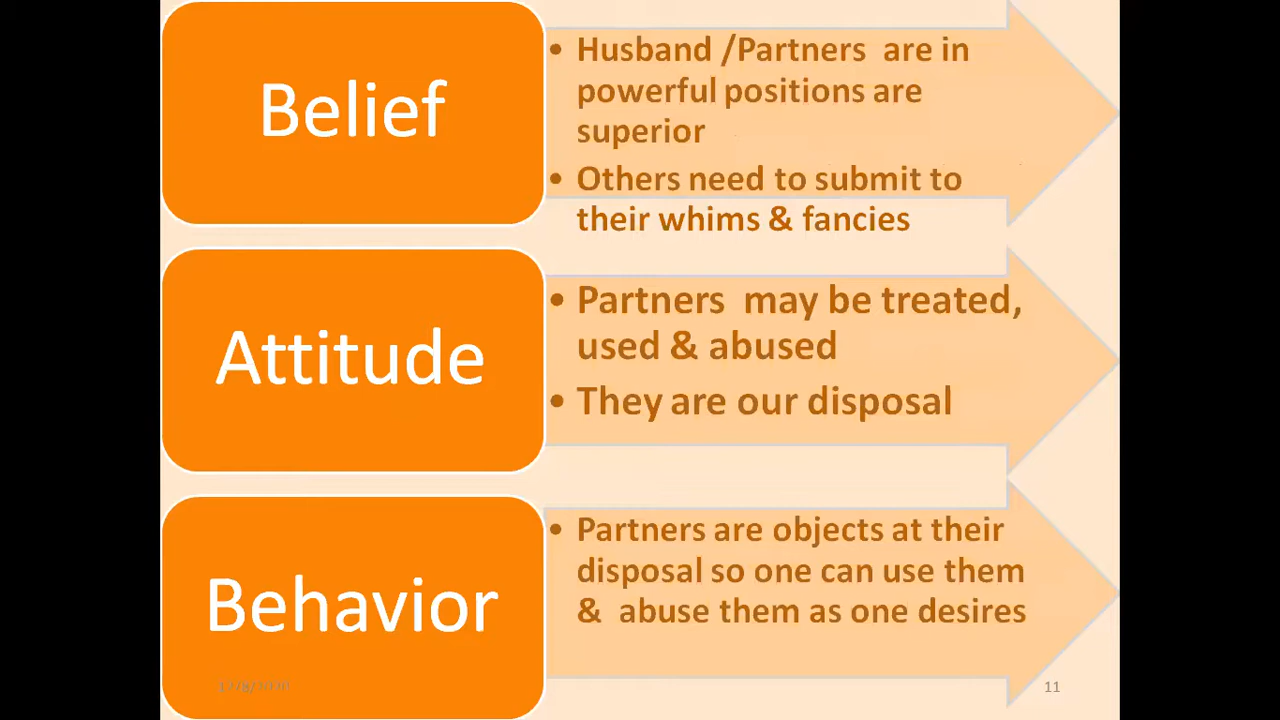 Belief
• Husband /Partners are in
powerful positions are
superior
• Others need to submit to
their whims & fancies
Attitude
• Partners may be treated,
used & abused
• They are our disposal
Behavior
• Partners are objects at their
disposal so one can use them
& abuse them as one desires
11